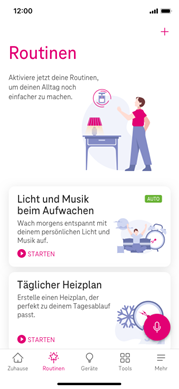 12:00
Routinen
Aktiviere jetzt deine Routinen,
um deinen Alltag noch
einfacher zu machen.
Licht und Musik
beim Aufwachen
AUTO
Wach morgens entspannt mit
deinem persönlichen Licht und
Musik auf.
STARTEN
Täglicher Heizplan
Erstelle einen Heizplan, der
perfekt zu deinem Tagesablauf
passt.
STARTEN
Zuhause
Routinen
Geräte
Tools
Mehr